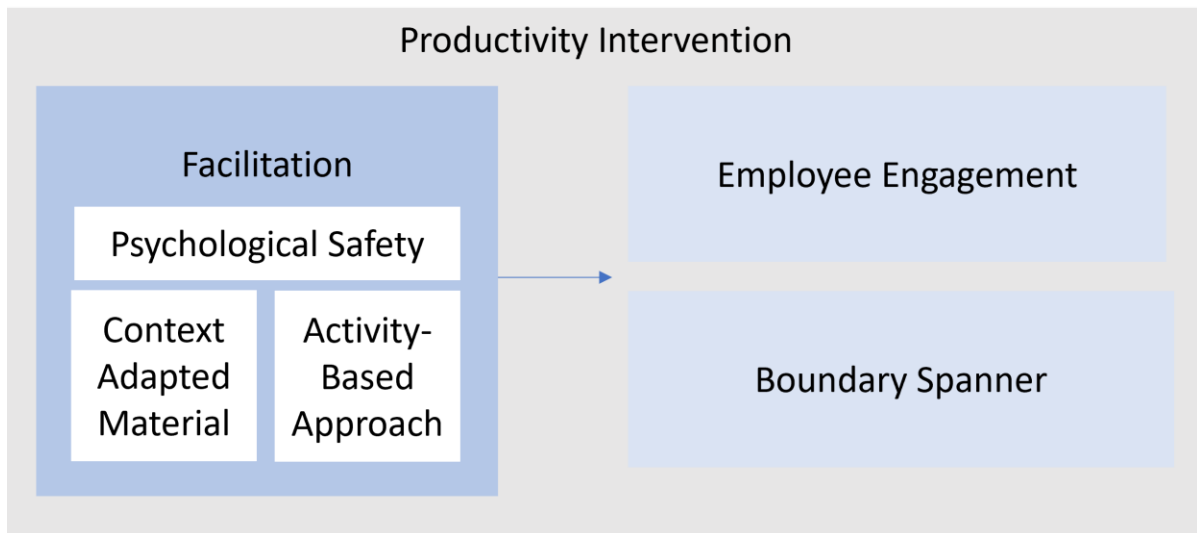 Productivity Intervention
Facilitation
Psychological Safety
Context
Adapted
Material
Activity-
Based
Approach
Employee Engagement
Boundary Spanner